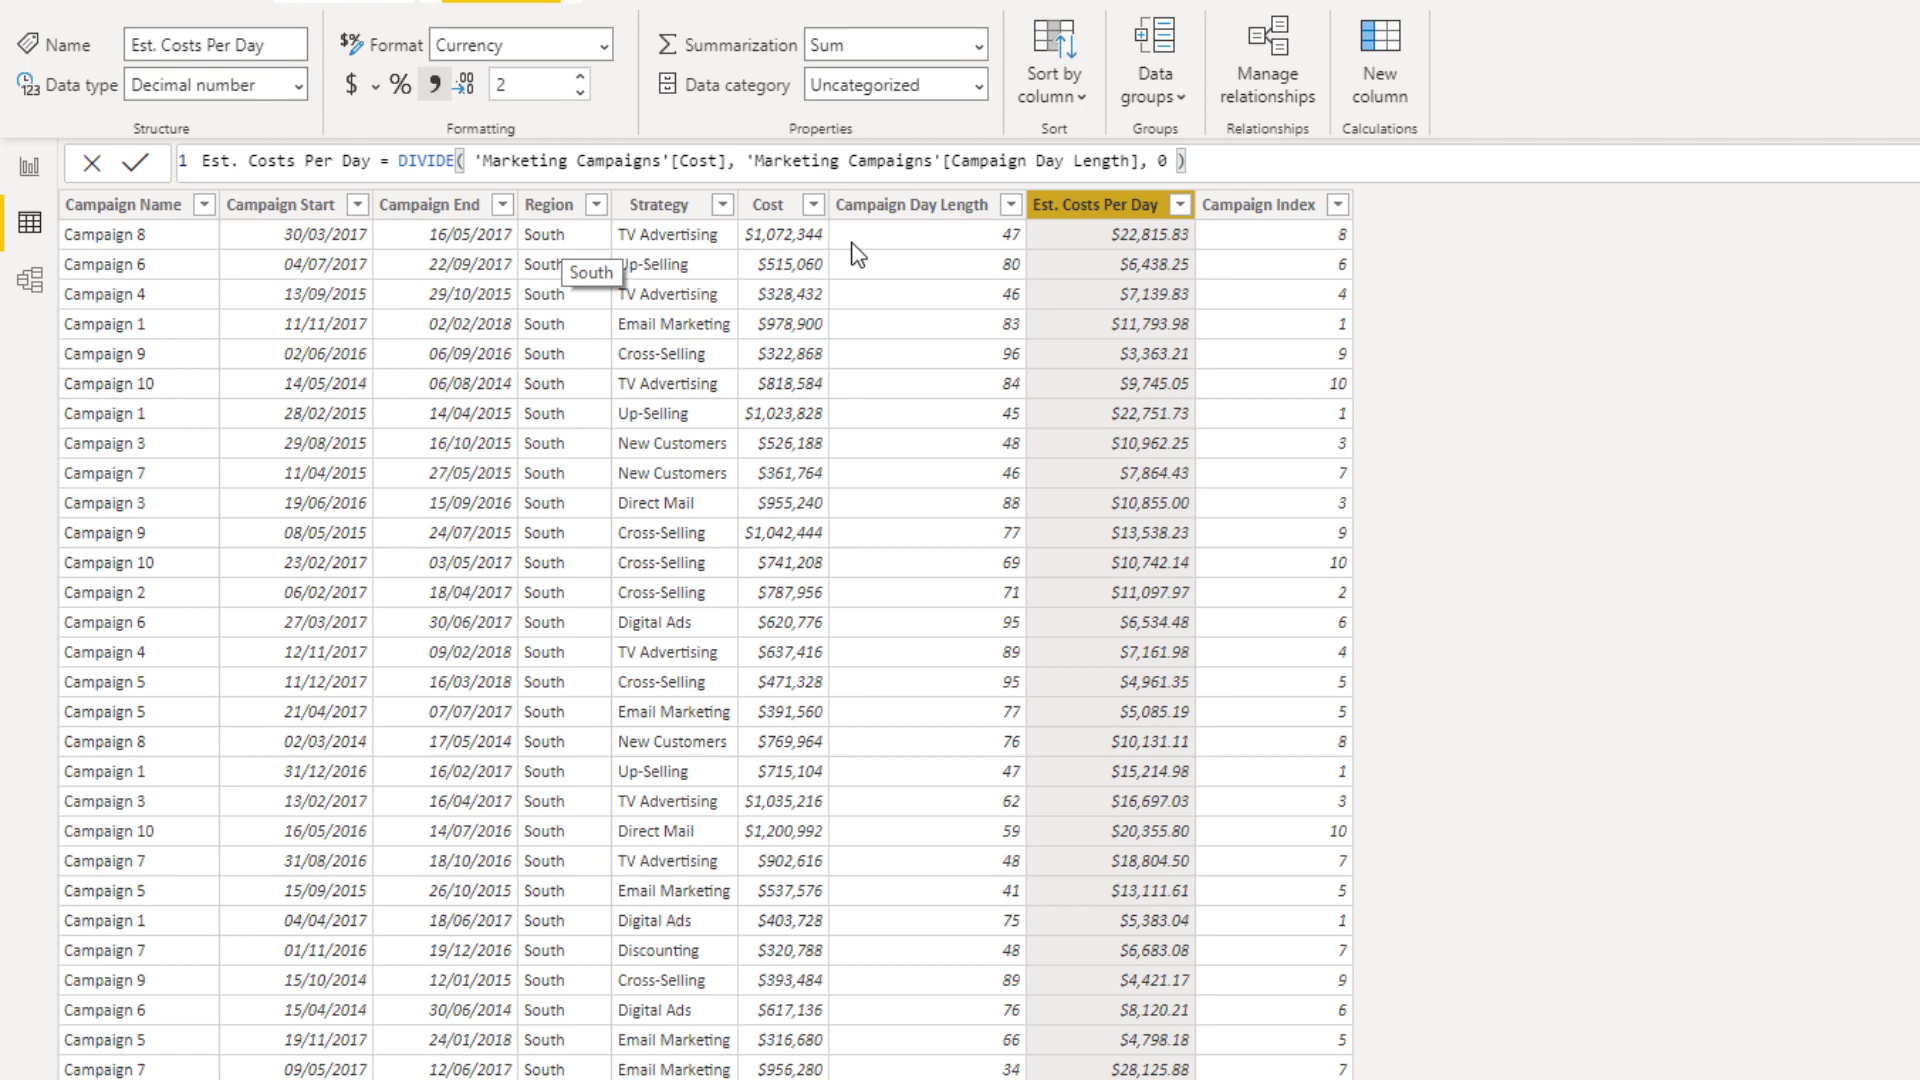 Name Est. Costs Per Day Format Currency Summarization Sum Sort by column Data groups Manage relationships New column
Data type Decimal number $ % , .00 2 Data category Uncategorized
Structure Formatting Properties Sort Groups Relationships Calculations
1 Est. Costs Per Day = DIVIDE( 'Marketing Campaigns'[Cost], 'Marketing Campaigns'[Campaign Day Length], 0 )
Campaign Name Campaign Start Campaign End Region Strategy Cost Campaign Day Length Est. Costs Per Day Campaign Index
Campaign 8 30/03/2017 16/05/2017 South TV Advertising $1,072,344 47 $22,815.83 8
Campaign 6 04/07/2017 22/09/2017 South Up-Selling $515,060 80 $6,438.25 6
South
Campaign 4 13/09/2015 29/10/2015 South TV Advertising $328,432 46 $7,139.83 4
Campaign 1 11/11/2017 02/02/2018 South Email Marketing $978,900 83 $11,793.98 1
Campaign 9 02/06/2016 06/09/2016 South Cross-Selling $322,868 96 $3,363.21 9
Campaign 10 14/05/2014 06/08/2014 South TV Advertising $818,584 84 $9,745.05 10
Campaign 1 28/02/2015 14/04/2015 South Up-Selling $1,023,828 45 $22,751.73 1
Campaign 3 29/08/2015 16/10/2015 South New Customers $526,188 48 $10,962.25 3
Campaign 7 11/04/2015 27/05/2015 South New Customers $361,764 46 $7,864.43 7
Campaign 3 19/06/2016 15/09/2016 South Direct Mail $955,240 88 $10,855.00 3
Campaign 9 08/05/2015 24/07/2015 South Cross-Selling $1,042,444 77 $13,538.23 9
Campaign 10 23/02/2017 03/05/2017 South Cross-Selling $741,208 69 $10,742.14 10
Campaign 2 06/02/2017 18/04/2017 South Cross-Selling $787,956 71 $11,097.97 2
Campaign 6 27/03/2017 30/06/2017 South Digital Ads $620,776 95 $6,534.48 6
Campaign 4 12/11/2017 09/02/2018 South TV Advertising $637,416 89 $7,161.98 4
Campaign 5 11/12/2017 16/03/2018 South Cross-Selling $471,328 95 $4,961.35 5
Campaign 5 21/04/2017 07/07/2017 South Email Marketing $391,560 77 $5,085.19 5
Campaign 8 02/03/2014 17/05/2014 South New Customers $769,964 76 $10,131.11 8
Campaign 1 31/12/2016 16/02/2017 South Up-Selling $715,104 47 $15,214.98 1
Campaign 3 13/02/2017 16/04/2017 South TV Advertising $1,035,216 62 $16,697.03 3
Campaign 10 16/05/2016 14/07/2016 South Direct Mail $1,200,992 59 $20,355.80 10
Campaign 7 31/08/2016 18/10/2016 South TV Advertising $902,616 48 $18,804.50 7
Campaign 5 15/09/2015 26/10/2015 South Email Marketing $537,576 41 $13,111.61 5
Campaign 1 04/04/2017 18/06/2017 South Digital Ads $403,728 75 $5,383.04 1
Campaign 7 01/11/2016 19/12/2016 South Discounting $320,788 48 $6,683.08 7
Campaign 9 15/10/2014 12/01/2015 South Cross-Selling $393,484 89 $4,421.17 9
Campaign 6 15/04/2014 30/06/2014 South Digital Ads $617,136 76 $8,120.21 6
Campaign 5 19/11/2017 24/01/2018 South Email Marketing $316,680 66 $4,798.18 5
Campaign 7 09/05/2017 12/06/2017 South Email Marketing $956,280 34 $28,125.88 7